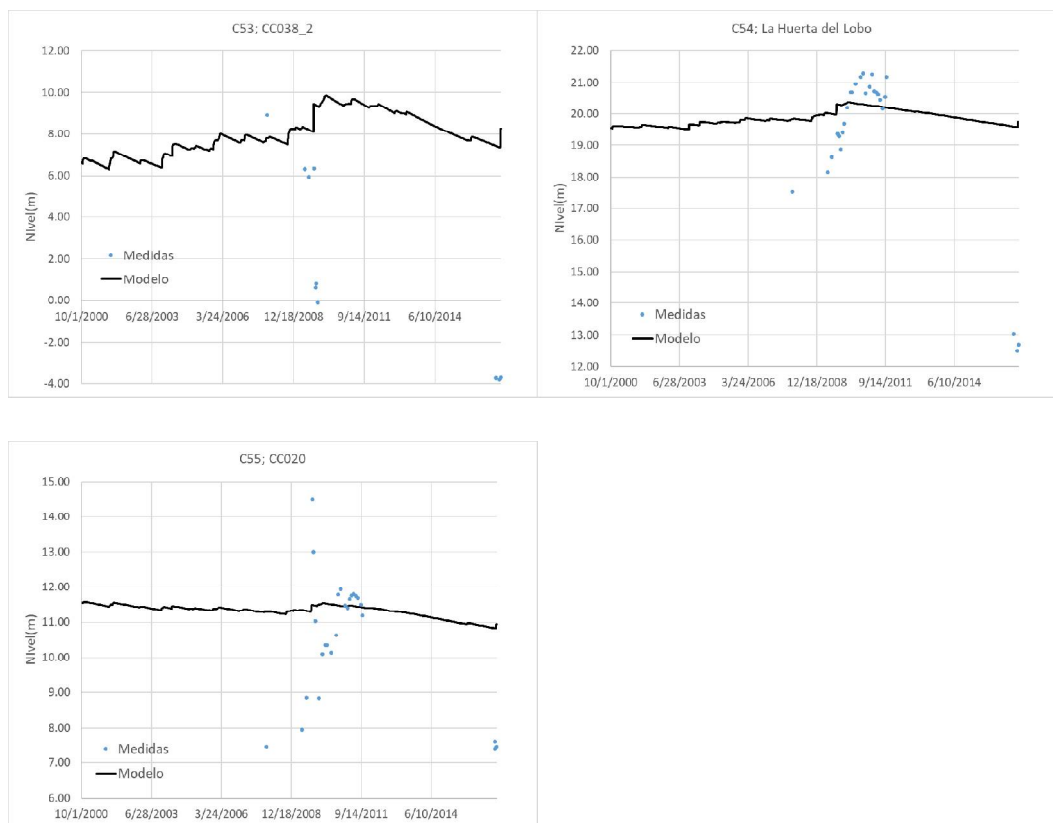 C53; CC038_2
12.00
10.00
8.00
6.00
4.00
2.00
0.00
-2.00
-4.00
Nivel(m)
Medidas
Modelo
10/1/2000 6/28/2003 3/24/2006 12/18/2008 9/14/2011 6/10/2014
C54; La Huerta del Lobo
22.00
21.00
20.00
19.00
18.00
17.00
16.00
15.00
14.00
13.00
12.00
Nivel(m)
Medidas
Modelo
10/1/2000 6/28/2003 3/24/2006 12/18/2008 9/14/2011 6/10/2014
C55; CC020
15.00
14.00
13.00
12.00
11.00
10.00
9.00
8.00
7.00
6.00
Nivel(m)
Medidas
Modelo
10/1/2000 6/28/2003 3/24/2006 12/18/2008 9/14/2011 6/10/2014